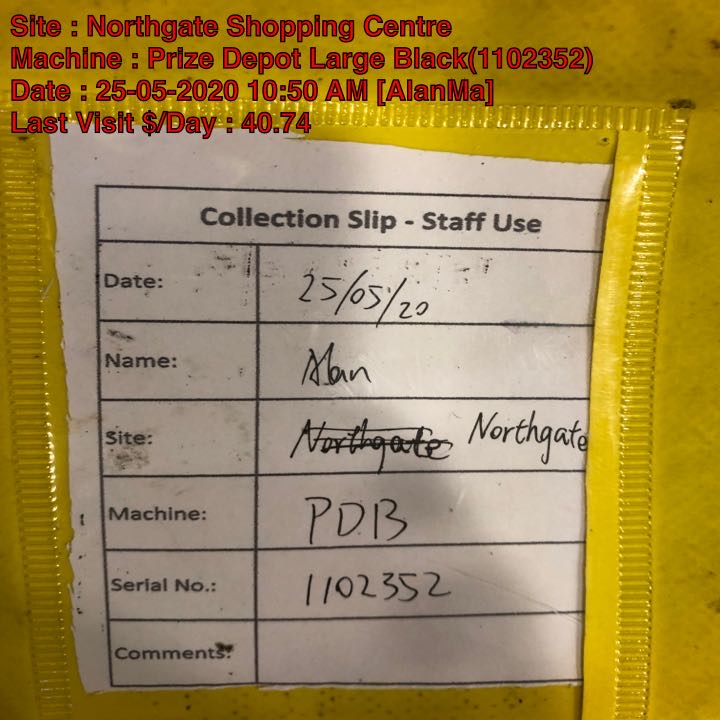 Site : Northgate Shopping Centre
Machine : Prize Depot Large Black(1102352)
Date : 25-05-2020 10:50 AM [AlanMa]
Last Visit $/Day : 40.74
Collection Slip - Staff Use
Date: 25/05/20
Name: Alan
Site: Northgate Northgate
Machine: PDB
Serial No.: 1102352
Comments: